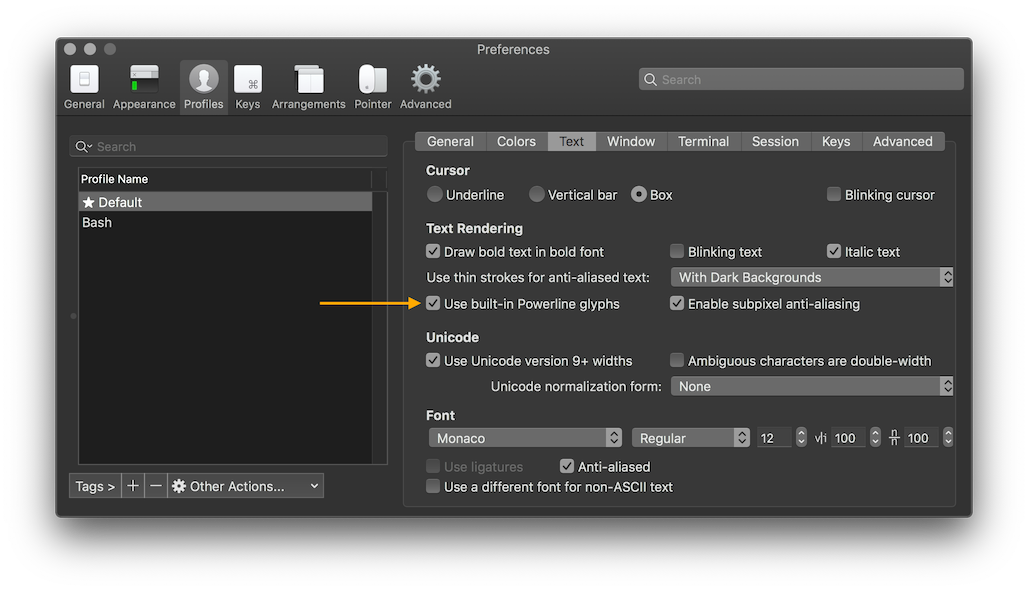 Preferences
General Appearance Profiles Keys Arrangements Pointer Advanced
Search
Search
Profile Name
★ Default
Bash
Tags > + − Other Actions...
General Colors Text Window Terminal Session Keys Advanced
Cursor
Underline Vertical bar Box Blinking cursor
Text Rendering
Draw bold text in bold font Blinking text Italic text
Use thin strokes for anti-aliased text: With Dark Backgrounds
Use built-in Powerline glyphs Enable subpixel anti-aliasing
Unicode
Use Unicode version 9+ widths Ambiguous characters are double-width
Unicode normalization form: None
Font
Monaco Regular 12 100 100
Use ligatures Anti-aliased
Use a different font for non-ASCII text